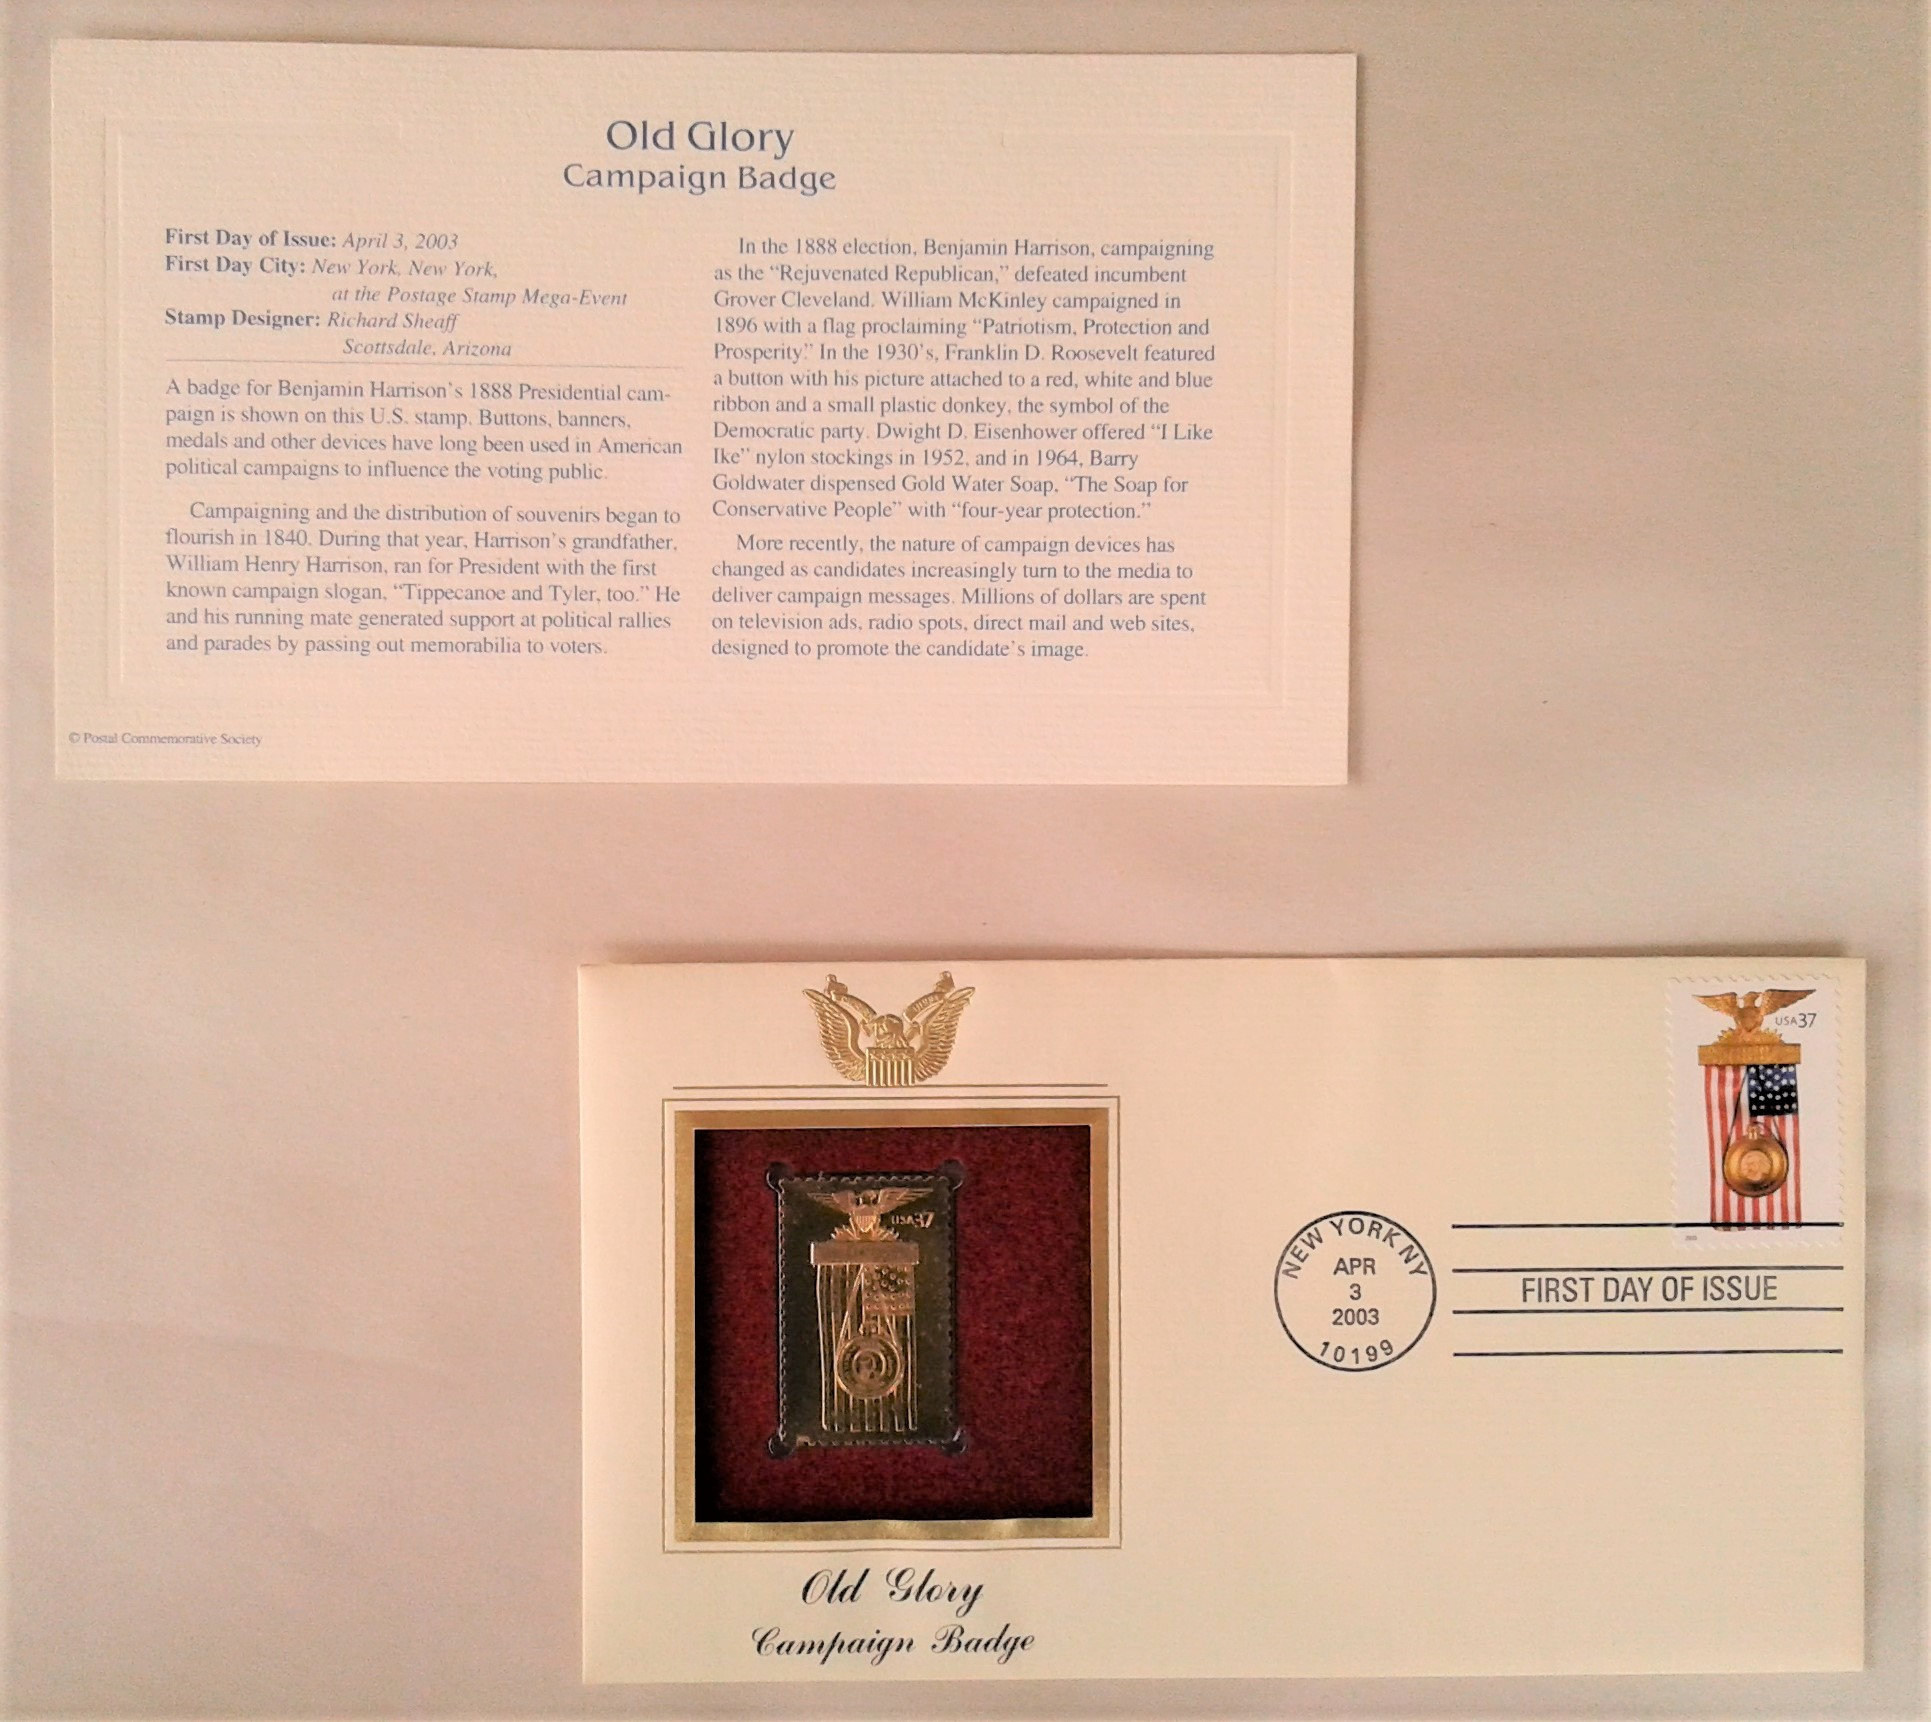 Old Glory
Campaign Badge
First Day of Issue: April 3, 2003
First Day City: New York, New York,
at the Postage Stamp Mega-Event
Stamp Designer: Richard Sheaff
Scottsdale, Arizona
A badge for Benjamin Harrison's 1888 Presidential cam-
paign is shown on this U.S. stamp. Buttons, banners,
medals and other devices have long been used in American
political campaigns to influence the voting public.
Campaigning and the distribution of souvenirs began to
flourish in 1840. During that year, Harrison's grandfather,
William Henry Harrison, ran for President with the first
known campaign slogan, “Tippecanoe and Tyler, too.” He
and his running mate generated support at political rallies
and parades by passing out memorabilia to voters.
In the 1888 election, Benjamin Harrison, campaigning
as the “Rejuvenated Republican,” defeated incumbent
Grover Cleveland. William McKinley campaigned in
1896 with a flag proclaiming “Patriotism, Protection and
Prosperity.” In the 1930's, Franklin D. Roosevelt featured
a button with his picture attached to a red, white and blue
ribbon and a small plastic donkey, the symbol of the
Democratic party. Dwight D. Eisenhower offered “I Like
Ike” nylon stockings in 1952, and in 1964, Barry
Goldwater dispensed Gold Water Soap, “The Soap for
Conservative People” with “four-year protection.”
More recently, the nature of campaign devices has
changed as candidates increasingly turn to the media to
deliver campaign messages. Millions of dollars are spent
on television ads, radio spots, direct mail and web sites,
designed to promote the candidate's image.
© Postal Commemorative Society
USA 37
USA 37
NEW YORK NY
APR
3
2003
10199
FIRST DAY OF ISSUE
2003
Old Glory
Campaign Badge